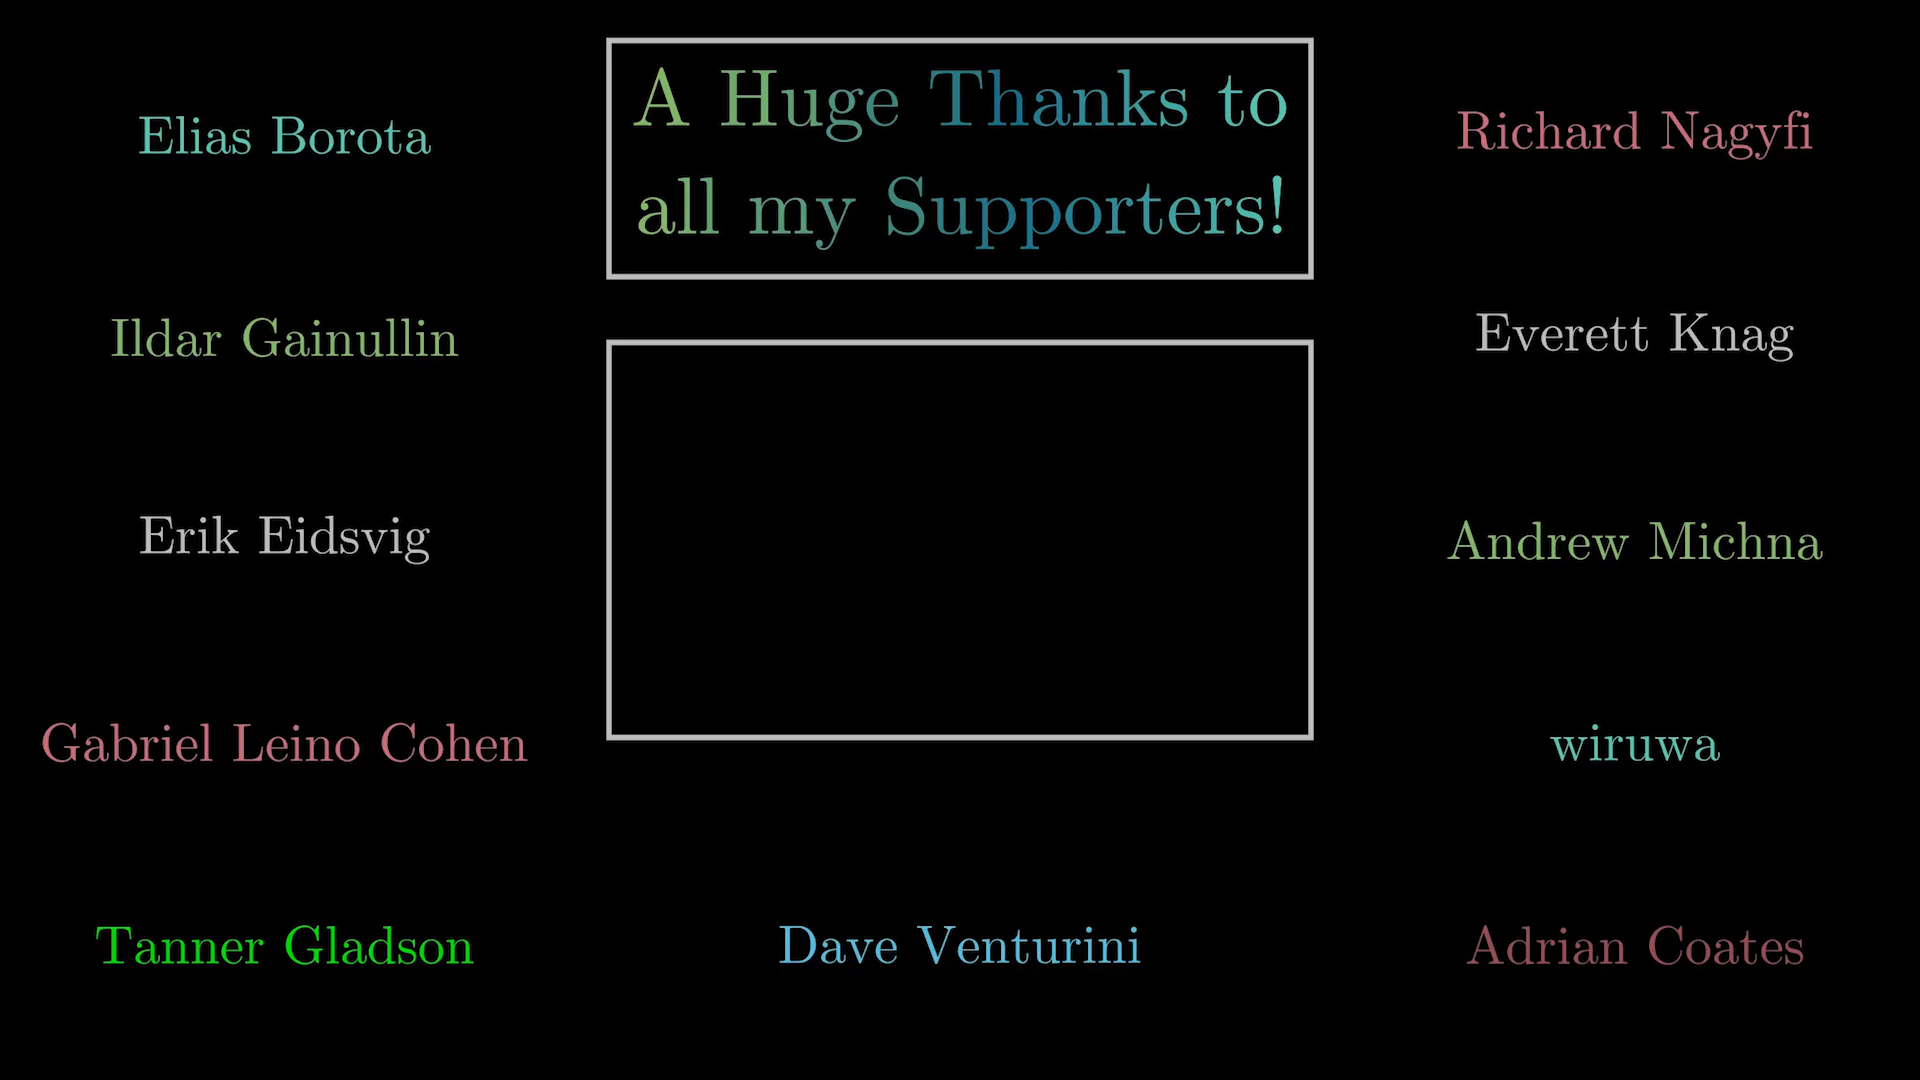 A Huge Thanks to
all my Supporters!
Elias Borota
Richard Nagyfi
Ildar Gainullin
Everett Knag
Erik Eidsvig
Andrew Michna
Gabriel Leino Cohen
wiruwa
Tanner Gladson
Dave Venturini
Adrian Coates